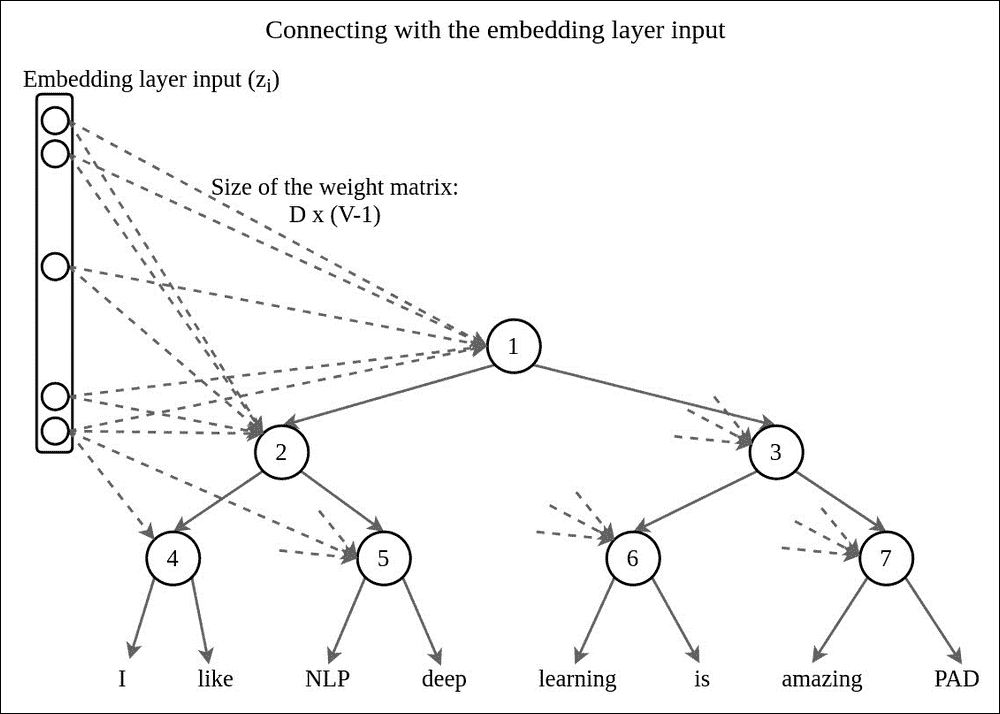 Connecting with the embedding layer input
Embedding layer input (zᵢ)
Size of the weight matrix:
D x (V-1)
1
2
3
4
5
6
7
I like NLP deep learning is amazing PAD